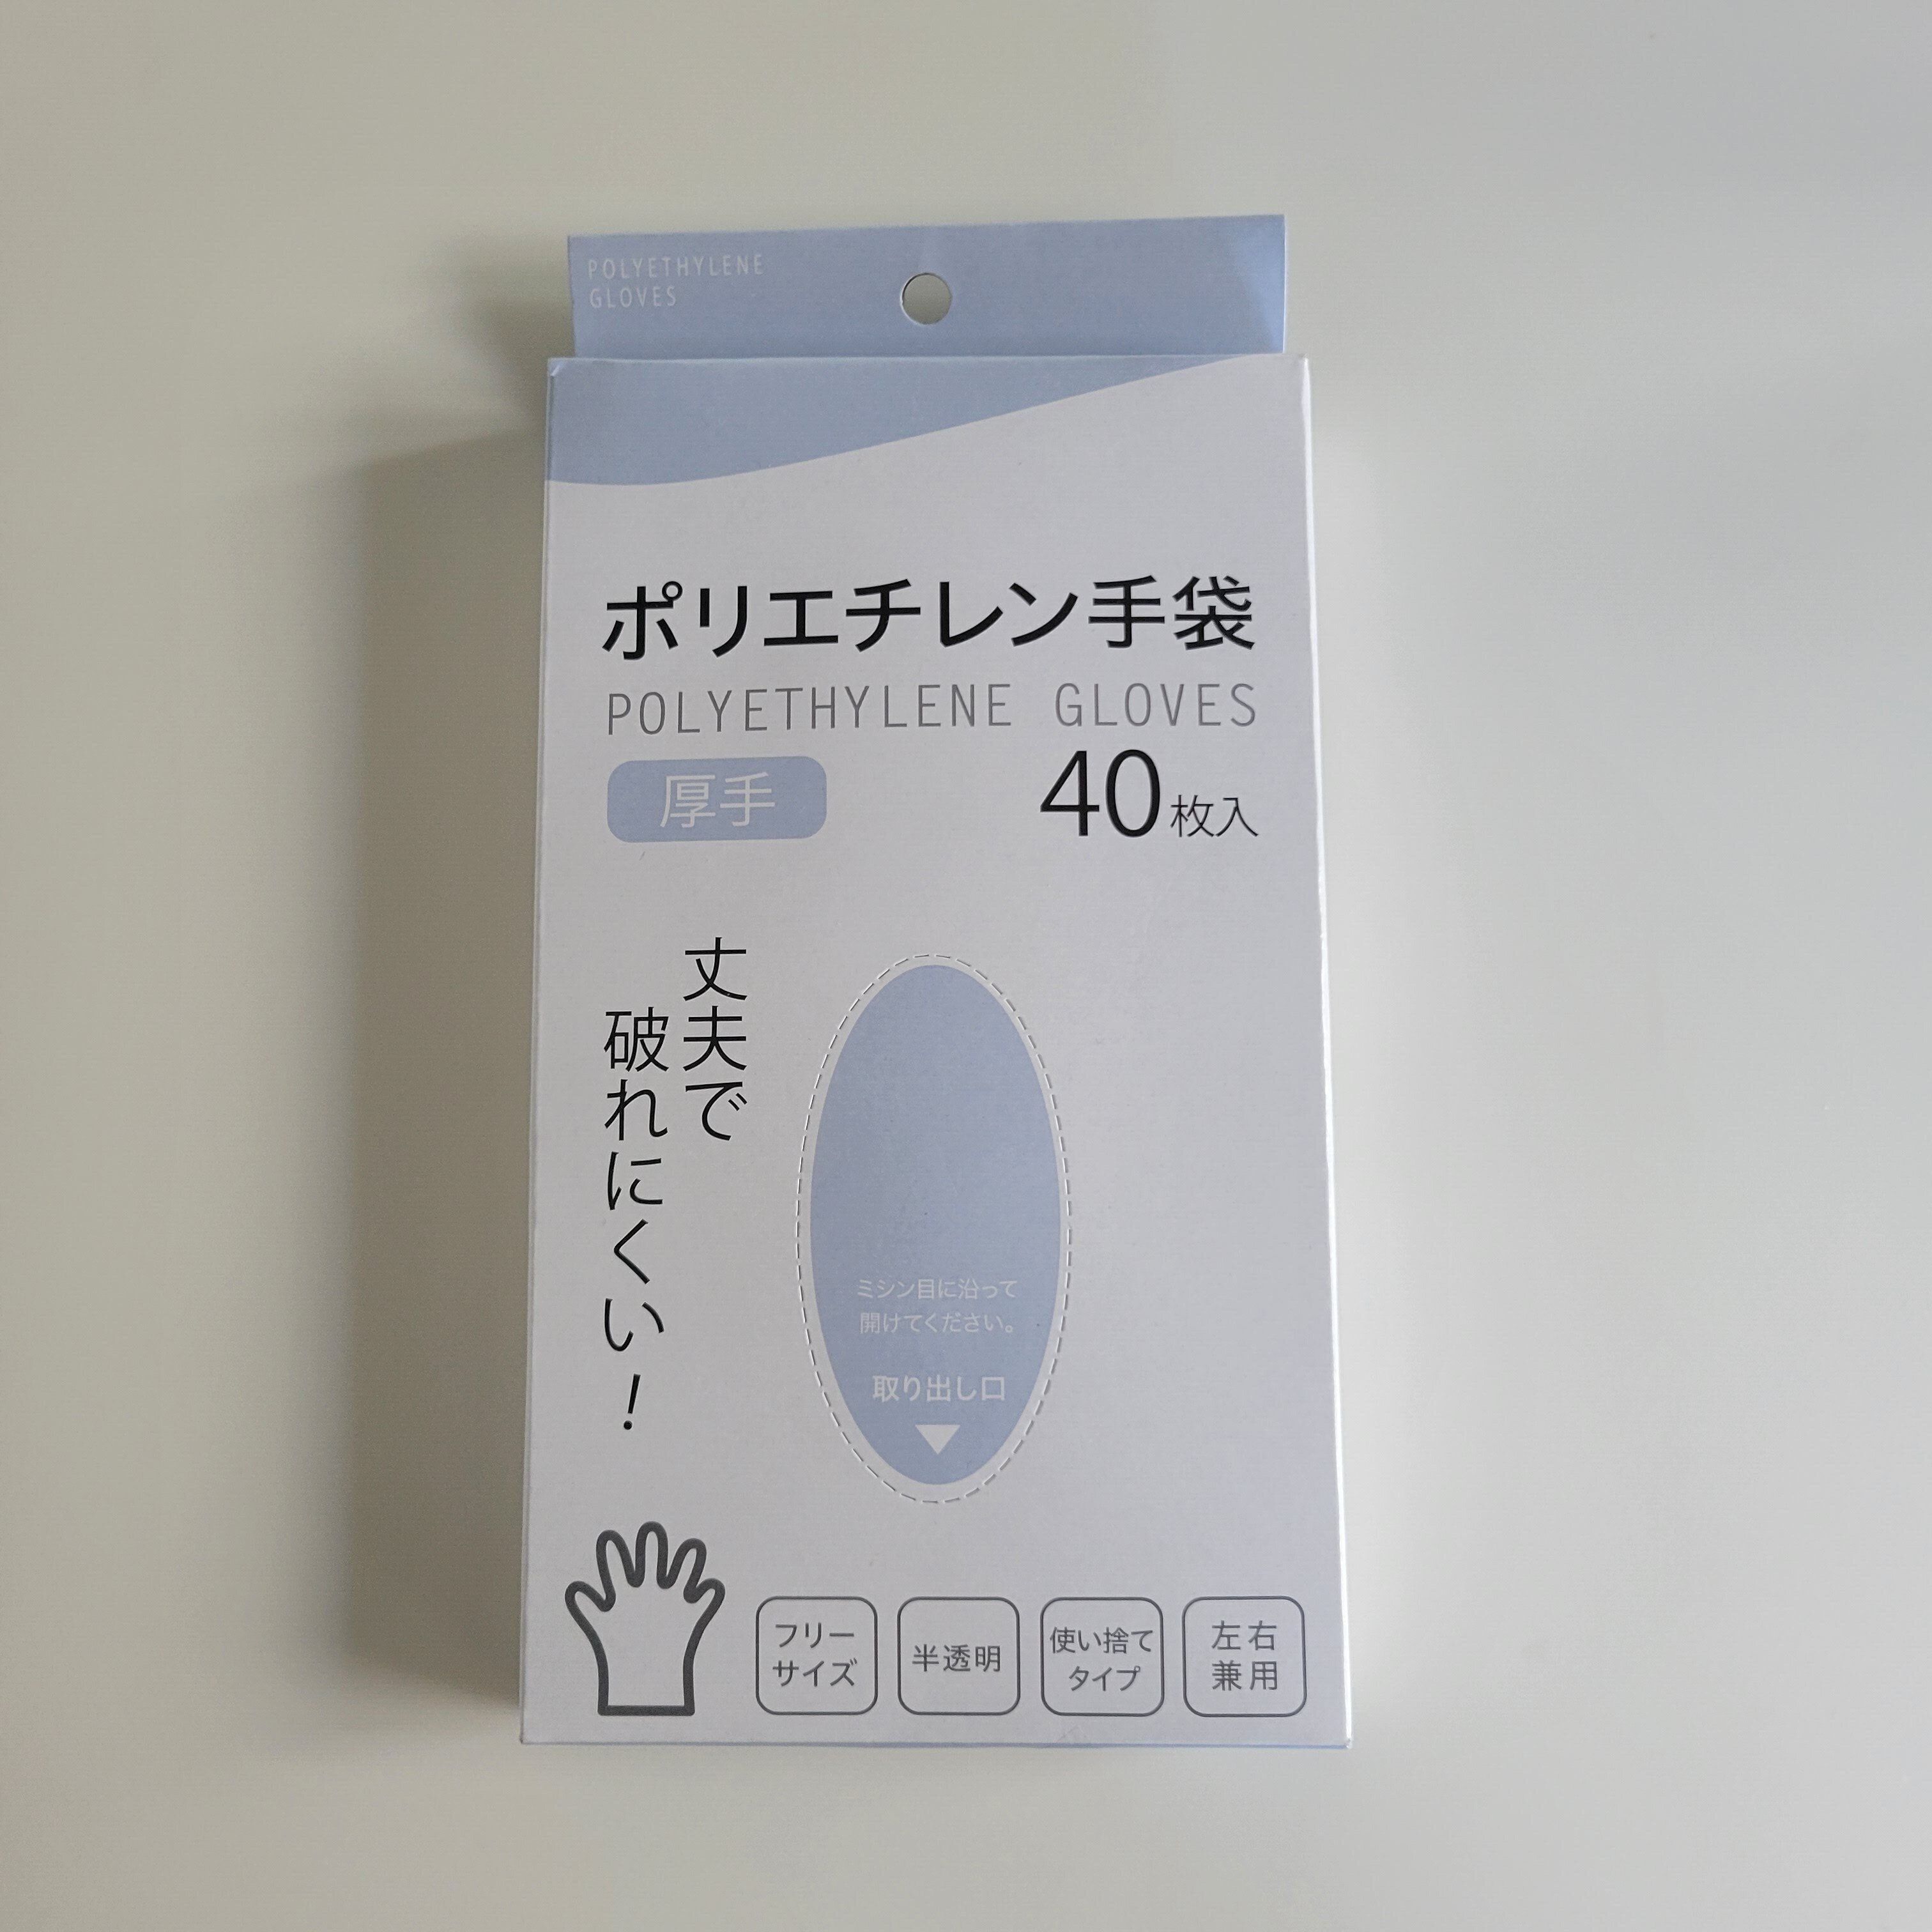 POLYETHYLENE
GLOVES
ポリエチレン手袋
POLYETHYLENE GLOVES
厚手
40枚入
丈夫で
破れにくい!
ミシン目に沿って
開けてください。
取り出し口
フリー
サイズ
半透明
使い捨て
タイプ
左右
兼用